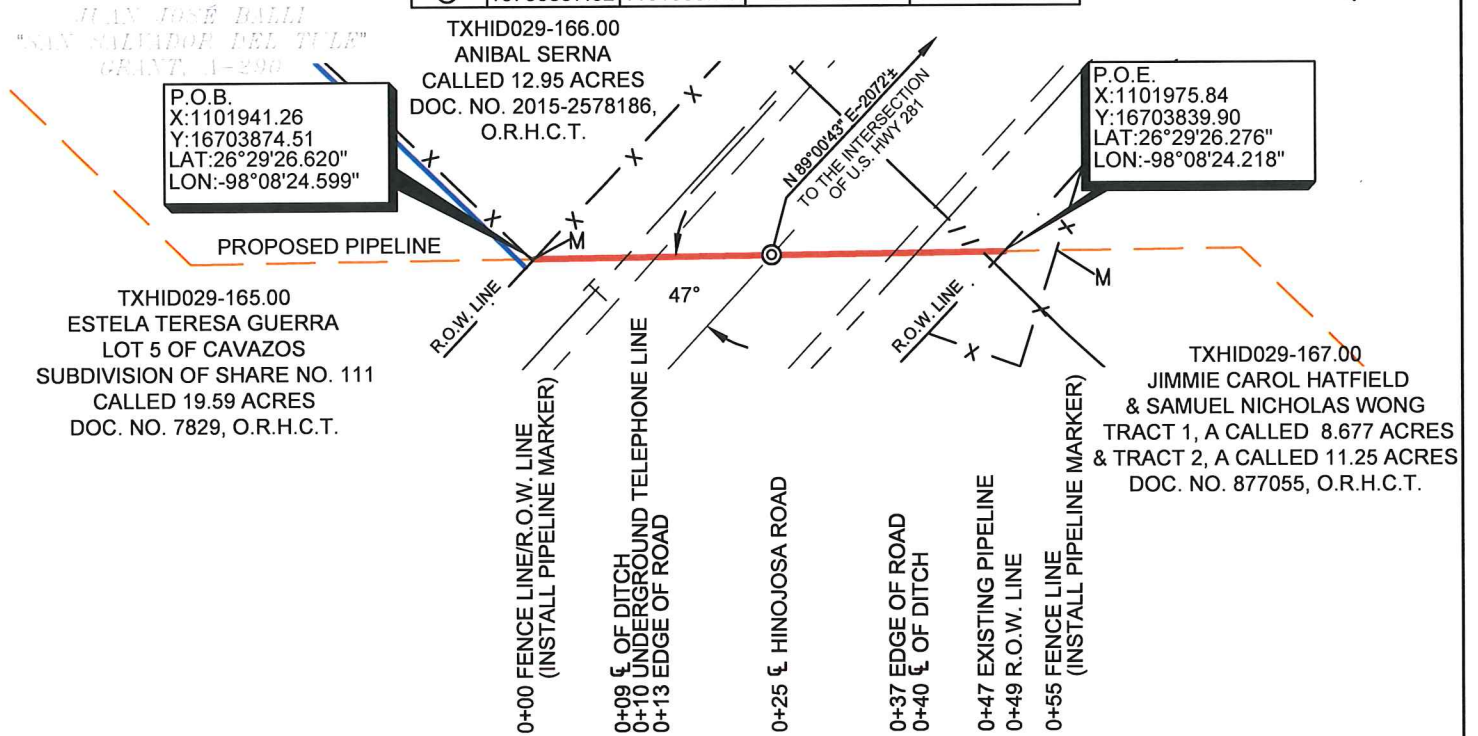 JUAN JOSÉ BALLI
"SAN SALVADOR DEL TULE"
GRANT, A-290
TXHID029-166.00
ANIBAL SERNA
CALLED 12.95 ACRES
DOC. NO. 2015-2578186,
O.R.H.C.T.
P.O.B.
X:1101941.26
Y:16703874.51
LAT:26°29'26.620"
LON:-98°08'24.599"
N 89°00'43" E~2072'±
TO THE INTERSECTION
OF U.S. HWY 281
P.O.E.
X:1101975.84
Y:16703839.90
LAT:26°29'26.276"
LON:-98°08'24.218"
PROPOSED PIPELINE
M
47°
M
R.O.W. LINE
R.O.W. LINE
TXHID029-165.00
ESTELA TERESA GUERRA
LOT 5 OF CAVAZOS
SUBDIVISION OF SHARE NO. 111
CALLED 19.59 ACRES
DOC. NO. 7829, O.R.H.C.T.
TXHID029-167.00
JIMMIE CAROL HATFIELD
& SAMUEL NICHOLAS WONG
TRACT 1, A CALLED 8.677 ACRES
& TRACT 2, A CALLED 11.25 ACRES
DOC. NO. 877055, O.R.H.C.T.
0+00 FENCE LINE/R.O.W. LINE
(INSTALL PIPELINE MARKER)
0+09 ℄ OF DITCH
0+10 UNDERGROUND TELEPHONE LINE
0+13 EDGE OF ROAD
0+25 ℄ HINOJOSA ROAD
0+37 EDGE OF ROAD
0+40 ℄ OF DITCH
0+47 EXISTING PIPELINE
0+49 R.O.W. LINE
0+55 FENCE LINE
(INSTALL PIPELINE MARKER)